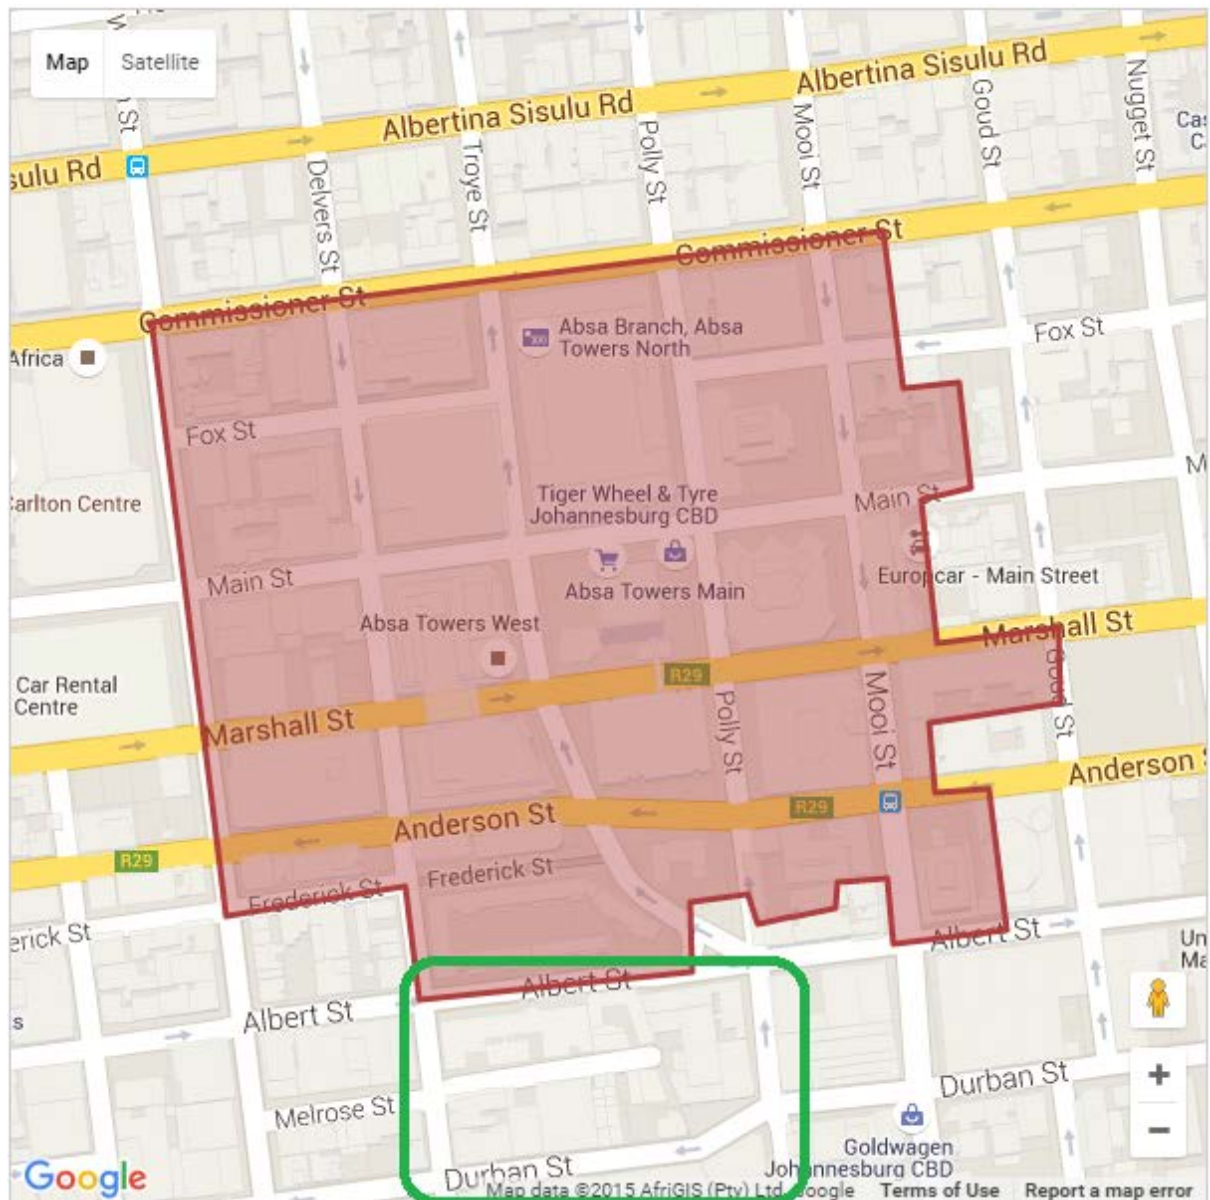 Map Satellite
Albertina Sisulu Rd
Albertina Sisulu Rd
sulu Rd
St
Delvers St
Troye St
Polly St
Mooi St
Goud St
Nugget St
Commissioner St
Commissioner St
Africa
Absa Branch, Absa
Towers North
Fox St
Fox St
Carlton Centre
Tiger Wheel & Tyre
Johannesburg CBD
Main St
Main St
Absa Towers Main
Europcar - Main Street
Absa Towers West
Marshall St
Marshall St
R29
Car Rental
Centre
Polly St
Mooi St
Anderson St
Anderson
R29
R29
Frederick St
Frederick St
erick St
Albert St
Albert St
Albert St
Melrose St
Durban St
Durban St
Goldwagen
Johannesburg CBD
+
−
Google
Map data ©2015 AfriGIS (Pty) Ltd, Google Terms of Use Report a map error